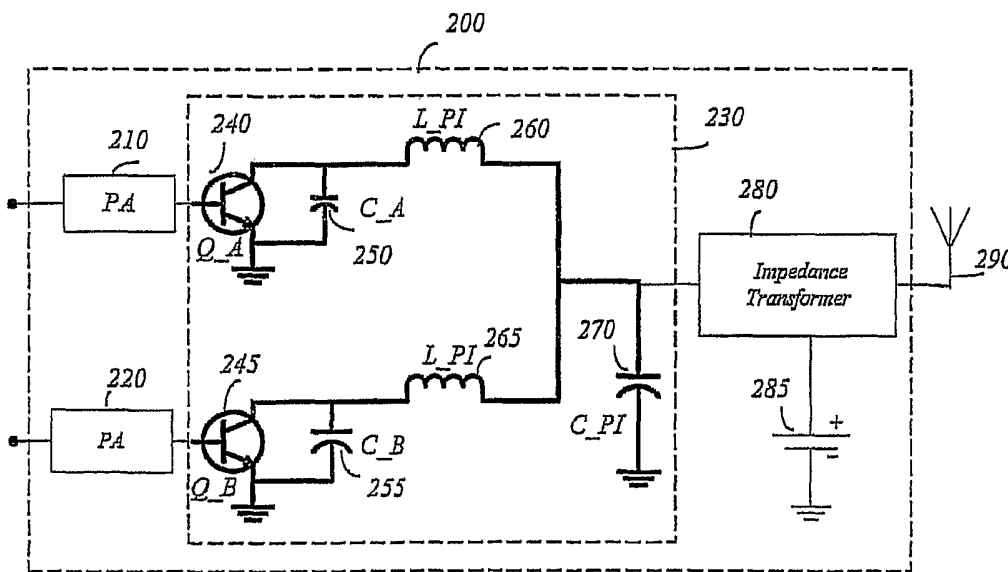 200
L_PI
260
230
240
210
PA
C_A
250
Q_A
280
Impedance
Transformer
290
L_PI
265
270
245
220
PA
C_B
255
Q_B
C_PI
285
+
-